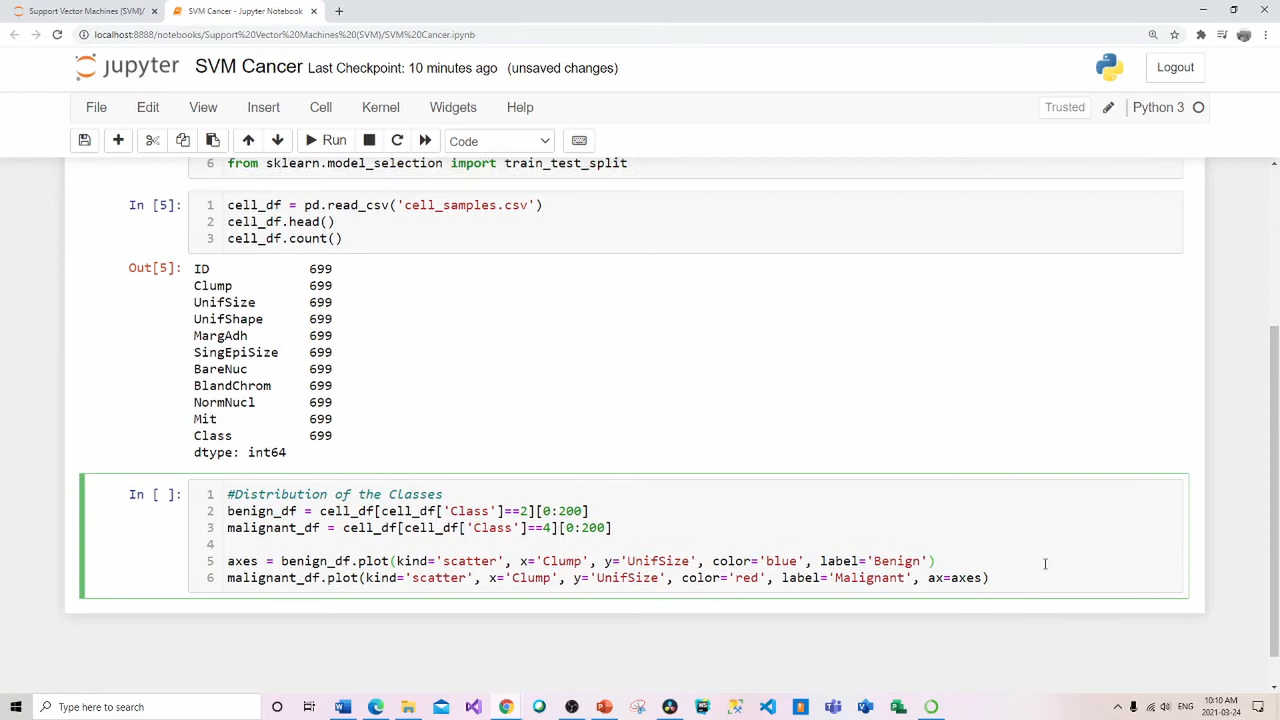 Support Vector Machines (SVM)/
SVM Cancer - Jupyter Notebook
localhost:8888/notebooks/Support%20Vector%20Machines%20(SVM)/SVM%20Cancer.ipynb
jupyter SVM Cancer Last Checkpoint: 10 minutes ago (unsaved changes)
Logout
File Edit View Insert Cell Kernel Widgets Help
Trusted Python 3
Run Code
6 from sklearn.model_selection import train_test_split
In [5]:
1 cell_df = pd.read_csv('cell_samples.csv')
2 cell_df.head()
3 cell_df.count()
Out[5]:
ID 699
Clump 699
UnifSize 699
UnifShape 699
MargAdh 699
SingEpiSize 699
BareNuc 699
BlandChrom 699
NormNucl 699
Mit 699
Class 699
dtype: int64
In [ ]:
1 #Distribution of the Classes
2 benign_df = cell_df[cell_df['Class']==2][0:200]
3 malignant_df = cell_df[cell_df['Class']==4][0:200]
4
5 axes = benign_df.plot(kind='scatter', x='Clump', y='UnifSize', color='blue', label='Benign')
6 malignant_df.plot(kind='scatter', x='Clump', y='UnifSize', color='red', label='Malignant', ax=axes)
Type here to search
10:10 AM
2021-03-24